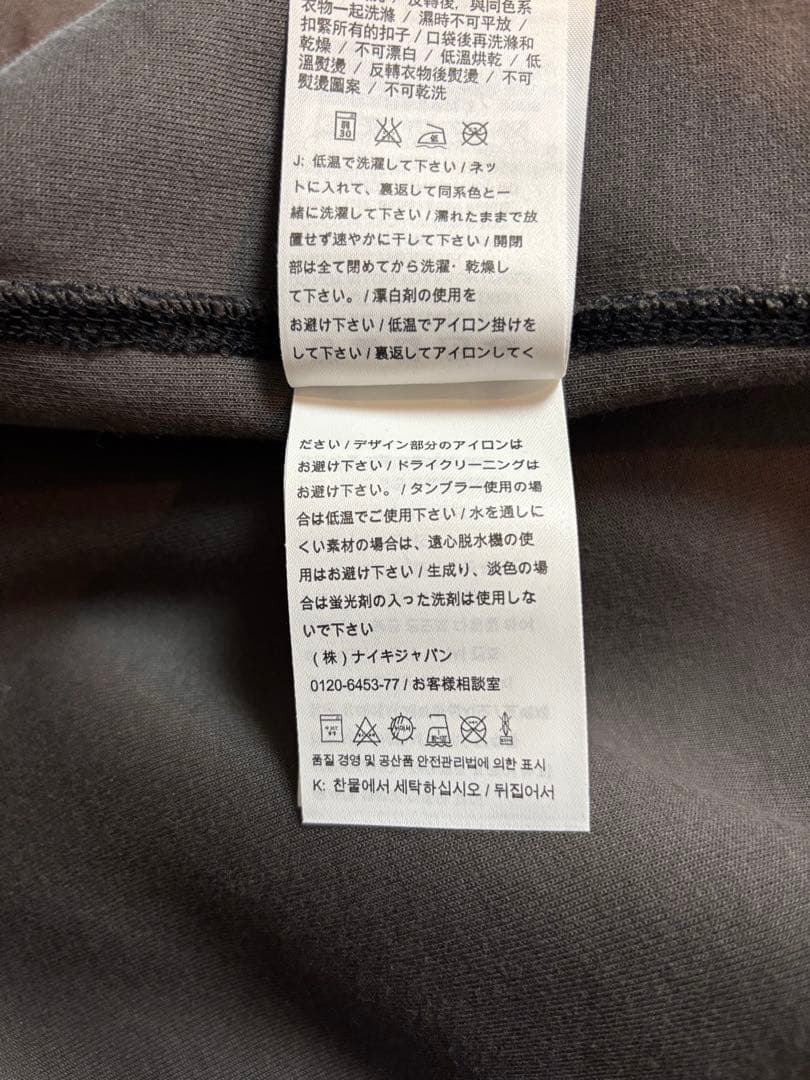 反轉後，與同色系
衣物一起洗滌 / 濕時不可平放 /
扣緊所有的扣子 / 口袋後再洗滌和
乾燥 / 不可漂白 / 低溫烘乾 / 低
溫熨燙 / 反轉衣物後熨燙 / 不可
熨燙圖案 / 不可乾洗
30
J: 低温で洗濯して下さい / ネッ
トに入れて、裏返して同系色と一
緒に洗濯して下さい / 濡れたままで放
置せず速やかに干して下さい / 開閉
部は全て閉めてから洗濯・乾燥し
て下さい。/ 漂白剤の使用を
お避け下さい / 低温でアイロン掛けを
して下さい / 裏返してアイロンしてく
ださい / デザイン部分のアイロンは
お避け下さい / ドライクリーニングは
お避け下さい。/ タンブラー使用の場
合は低温でご使用下さい / 水を通しに
くい素材の場合は、遠心脱水機の使
用はお避け下さい / 生成り、淡色の場
合は蛍光剤の入った洗剤は使用しな
いで下さい
(株) ナイキジャパン
0120-6453-77 / お客様相談室
품질 경영 및 공산품 안전관리법에 의한 표시
K: 찬물에서 세탁하십시오 / 뒤집어서